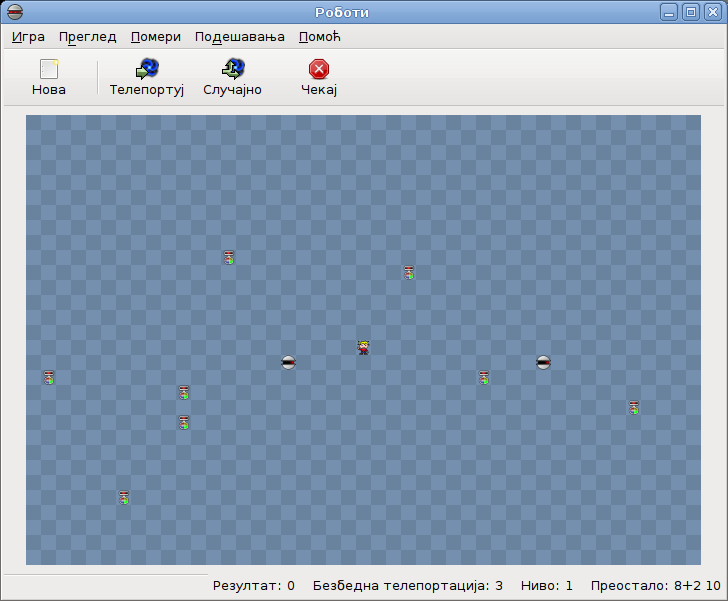 Роботи
Игра Преглед Помери Подешавања Помоћ
Нова Телепортуј Случајно Чекај
Резултат: 0 Безбедна телепортација: 3 Ниво: 1 Преостало: 8+2 10